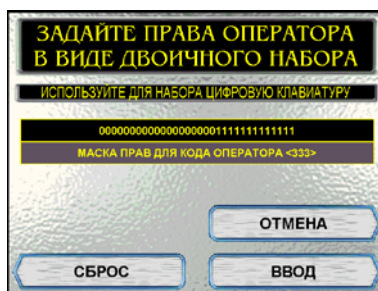 ЗАДАЙТЕ ПРАВА ОПЕРАТОРА
В ВИДЕ ДВОИЧНОГО НАБОРА
ИСПОЛЬЗУЙТЕ ДЛЯ НАБОРА ЦИФРОВУЮ КЛАВИАТУРУ
00000000000000000001111111111111
МАСКА ПРАВ ДЛЯ КОДА ОПЕРАТОРА <333>
ОТМЕНА
СБРОС
ВВОД